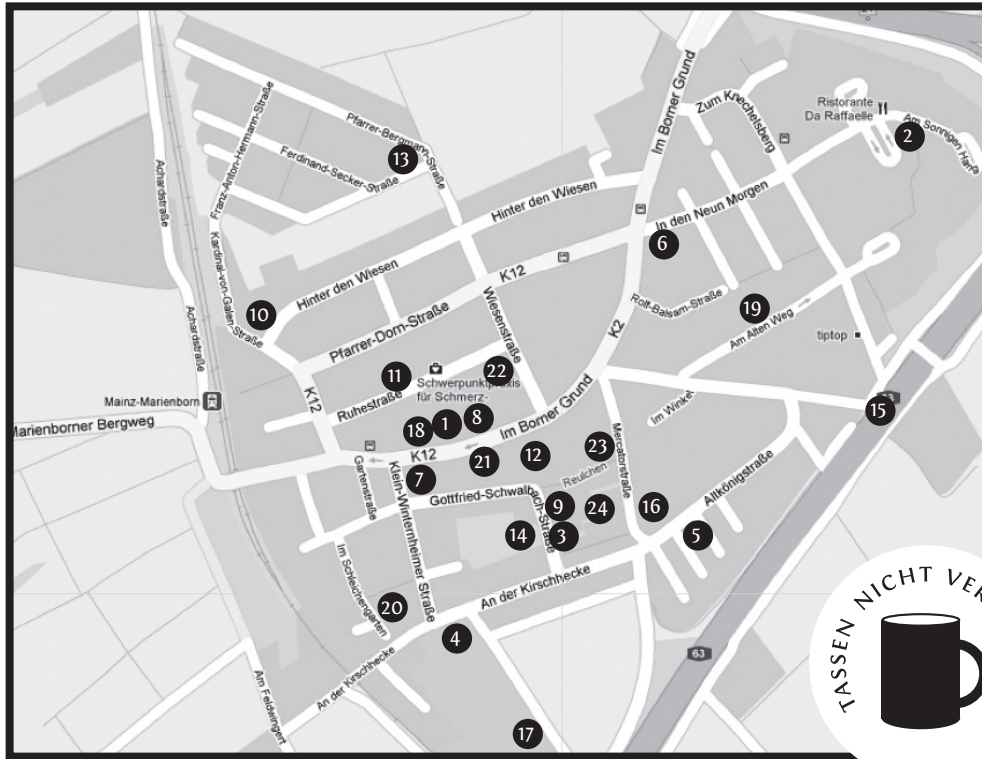 Achardstraße
Achardstraße
Franz-Anton-Hermann-Straße
Pfarrer-Bergmann-Straße
Ferdinand-Secker-Straße
13
Kardinal-von-Galen-Straße
10
Hinter den Wiesen
Hinter den Wiesen
Im Borner Grund
Zum Knechelsberg
Ristorante
Da Raffaelle
2
Am Sonnigen Hang
In den Neun Morgen
6
K12
Pfarrer-Dorn-Straße
Wiesenstraße
K2
Rolf-Balsam-Straße
19
Am Alten Weg
tiptop
11
Schwerpunktpraxis
für Schmerz-
22
K12
Ruhestraße
Mainz-Marienborn
Marienborner Bergweg
18
1
8
Im Borner Grund
K12
21
12
23
Im Winkel
15
63
Mercatorstraße
Reulchen
Altkönigstraße
7
Gartenstraße
Klein-Winternheimer Straße
Gottfried-Schwalbach-Straße
9
24
16
14
3
5
Im Schleichengarten
20
An der Kirschhecke
4
63
An der Kirschhecke
Am Feldwingert
17
TASSEN NICHT VER